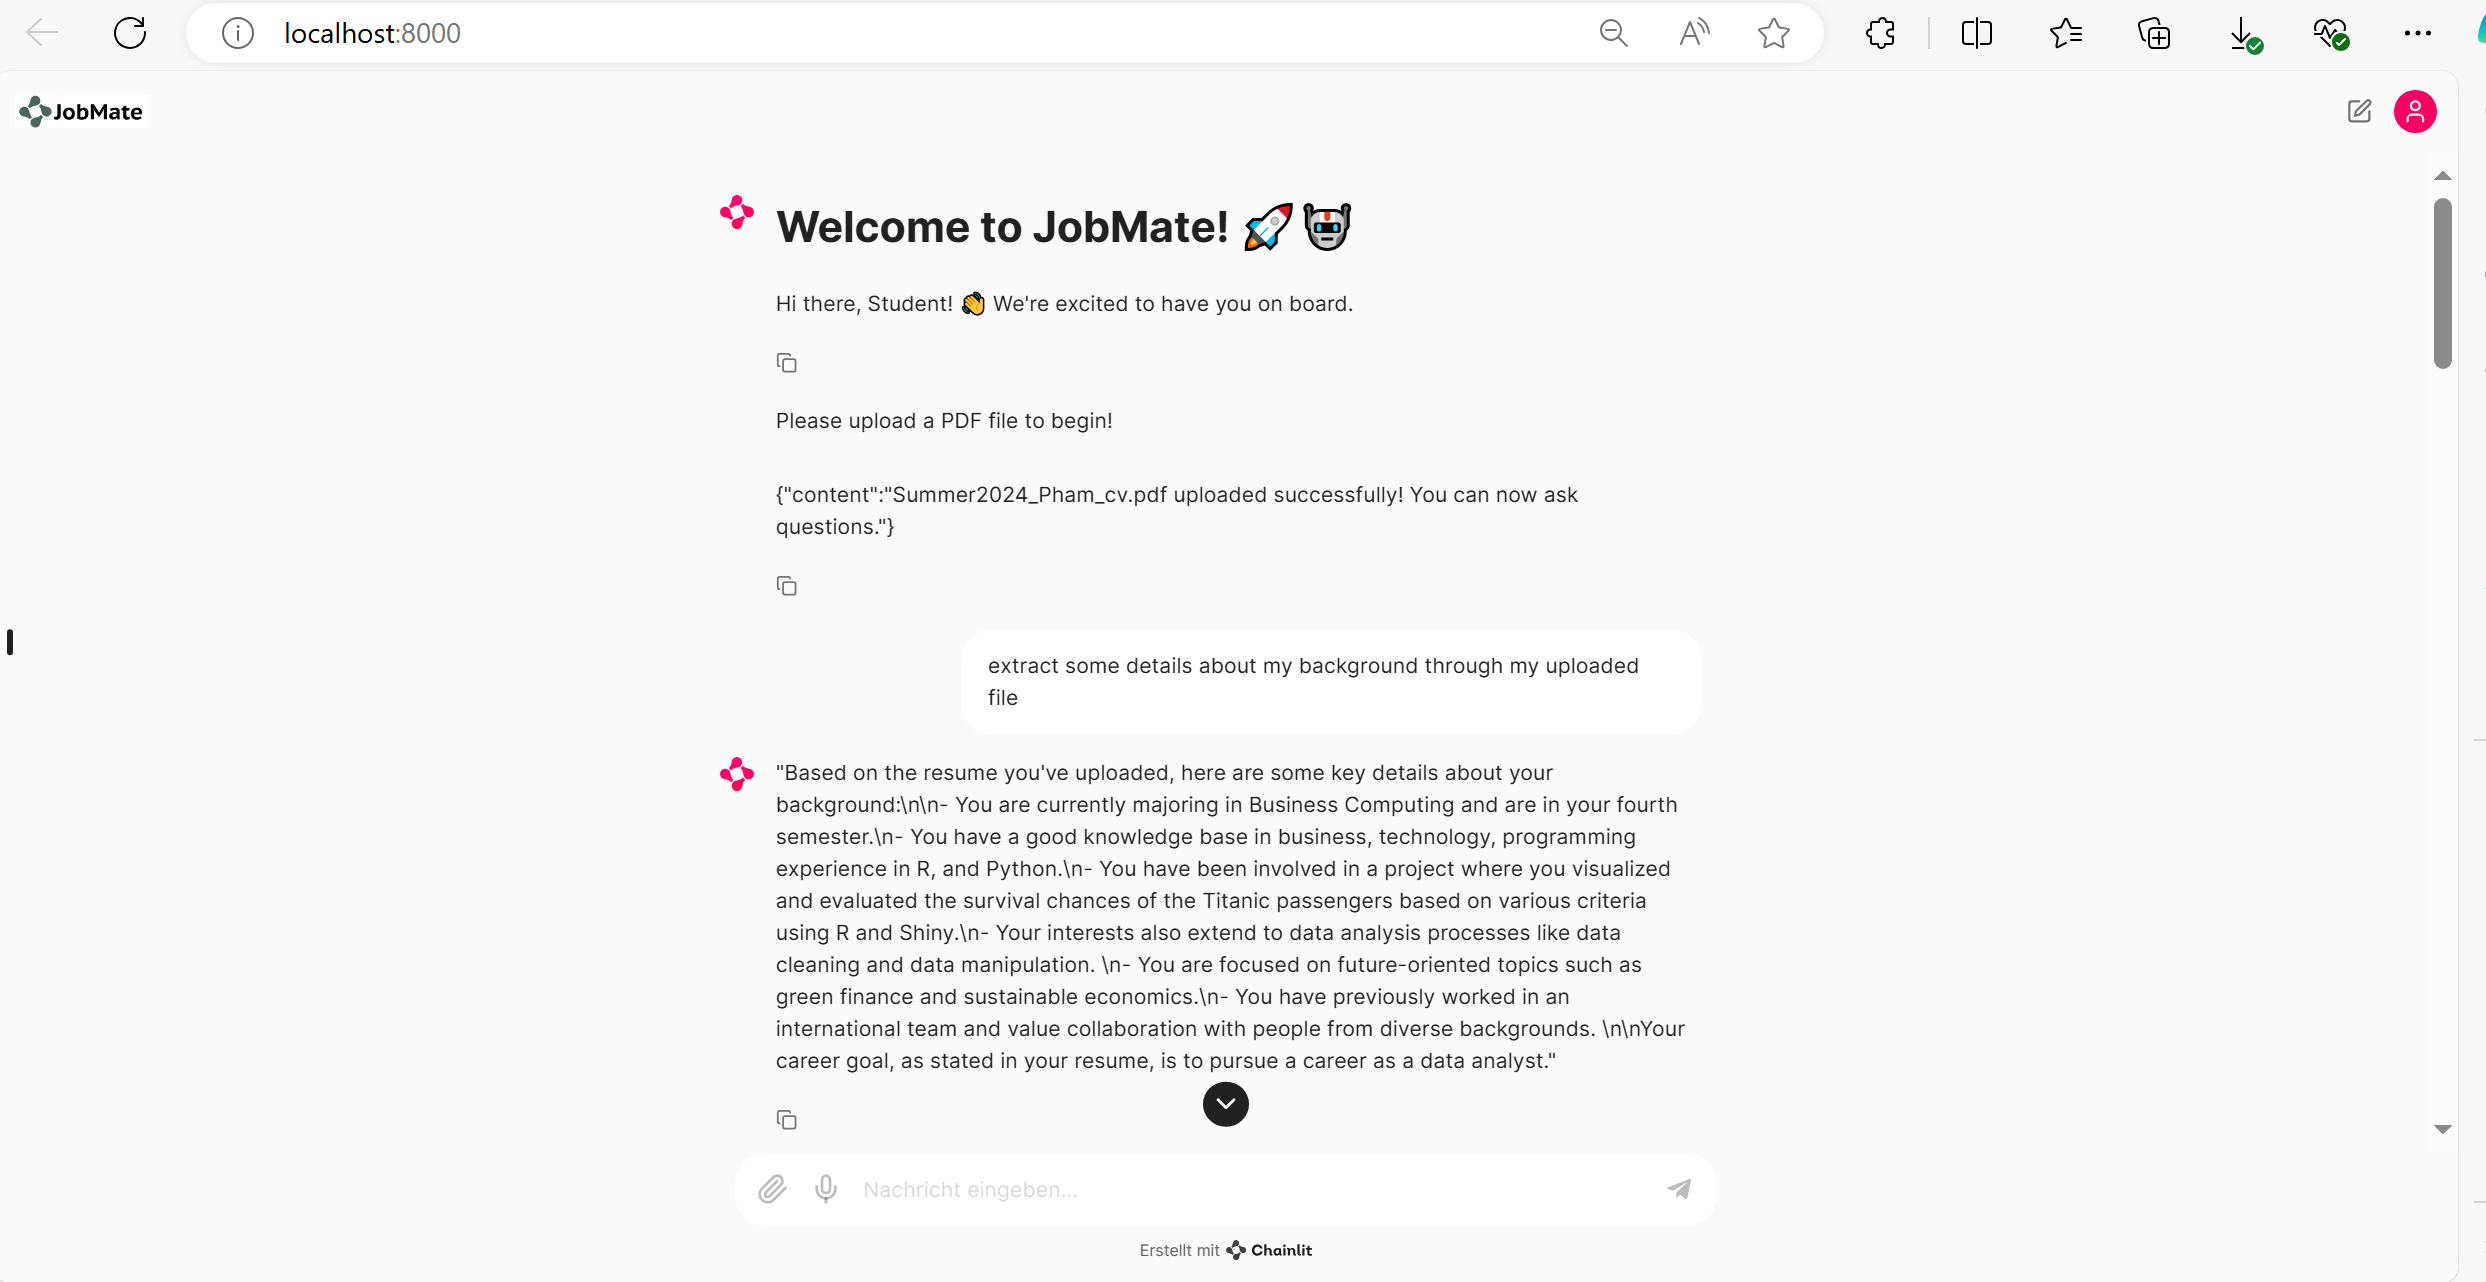 localhost:8000
JobMate
Welcome to JobMate! 🚀 🤖
Hi there, Student! 👋 We're excited to have you on board.
Please upload a PDF file to begin!
{"content":"Summer2024_Pham_cv.pdf uploaded successfully! You can now ask
questions."}
extract some details about my background through my uploaded
file
"Based on the resume you've uploaded, here are some key details about your
background:\n\n- You are currently majoring in Business Computing and are in your fourth
semester.\n- You have a good knowledge base in business, technology, programming
experience in R, and Python.\n- You have been involved in a project where you visualized
and evaluated the survival chances of the Titanic passengers based on various criteria
using R and Shiny.\n- Your interests also extend to data analysis processes like data
cleaning and data manipulation. \n- You are focused on future-oriented topics such as
green finance and sustainable economics.\n- You have previously worked in an
international team and value collaboration with people from diverse backgrounds. \n\nYour
career goal, as stated in your resume, is to pursue a career as a data analyst."
Nachricht eingeben...
Erstellt mit Chainlit